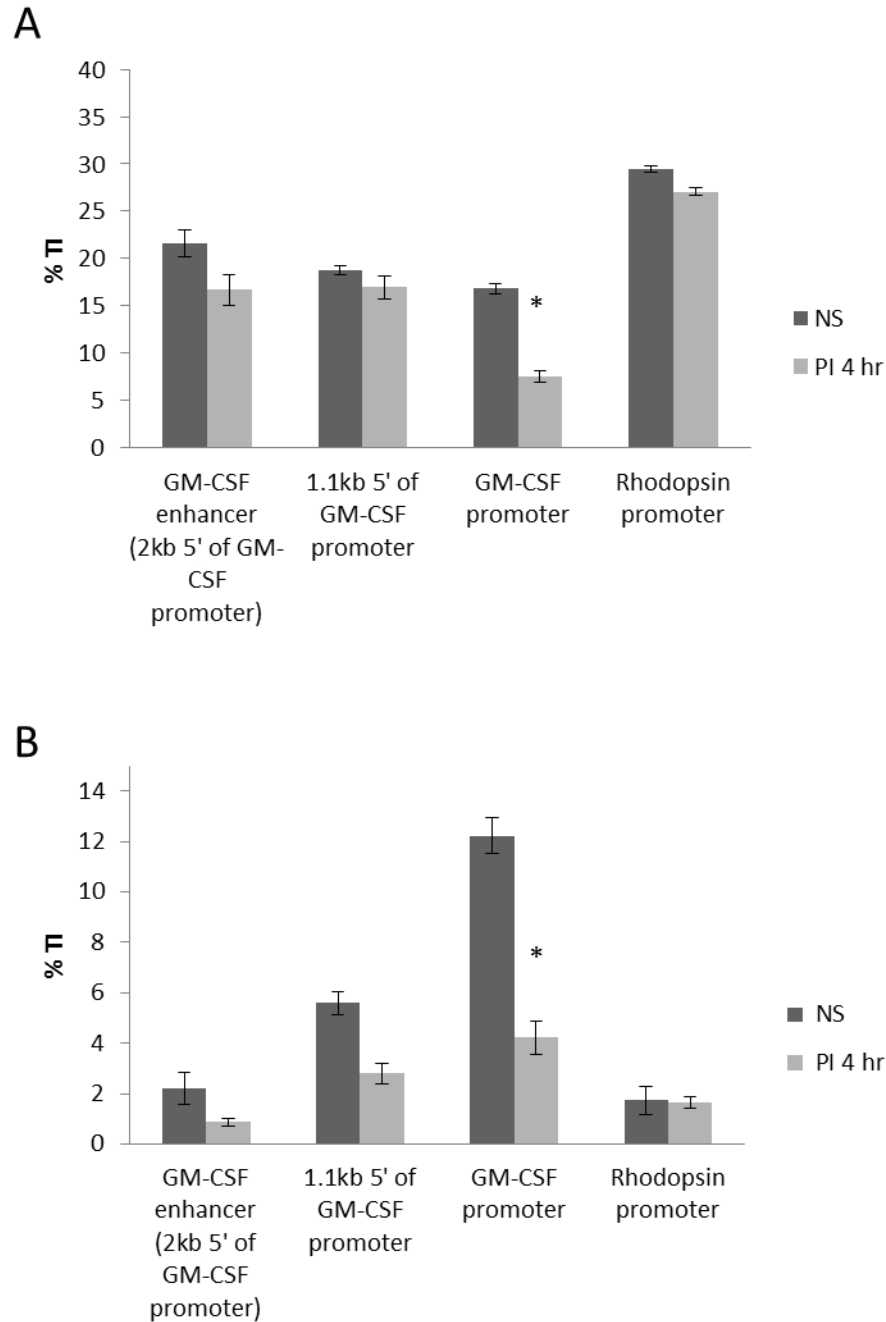 A
40
35
30
25
20
15
10
5
0
% TI
*
NS
PI 4 hr
GM-CSF
enhancer
(2kb 5' of GM-
CSF
promoter)
1.1kb 5' of
GM-CSF
promoter
GM-CSF
promoter
Rhodopsin
promoter
B
14
12
10
8
6
4
2
0
% TI
*
NS
PI 4 hr
GM-CSF
enhancer
(2kb 5' of
GM-CSF
promoter)
1.1kb 5' of
GM-CSF
promoter
GM-CSF
promoter
Rhodopsin
promoter